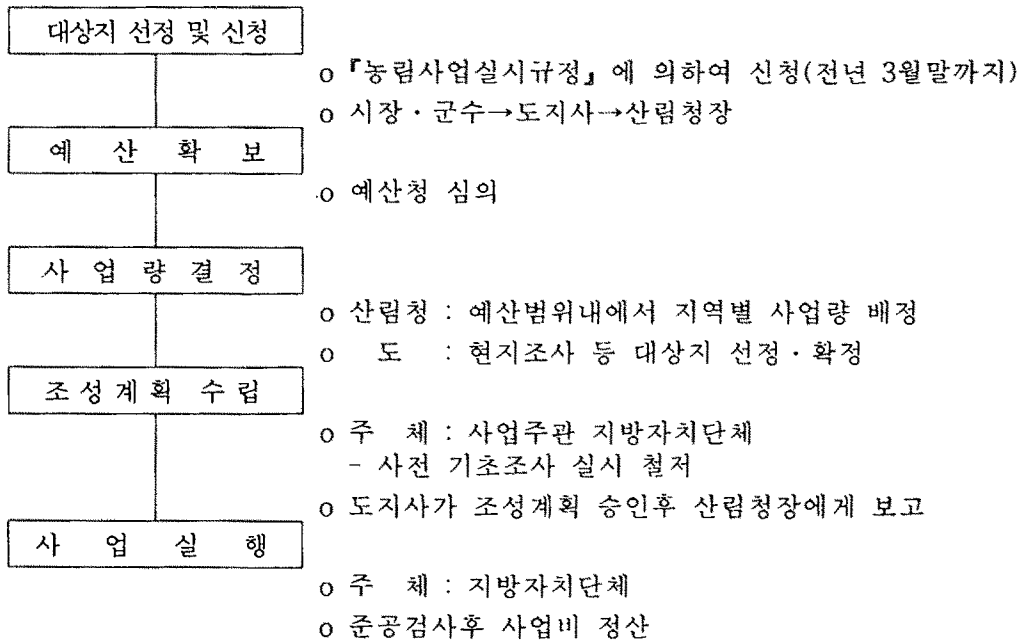 대상지 선정 및 신청
o 『농림사업실시규정』에 의하여 신청(전년 3월말까지)
o 시장·군수→도지사→산림청장
예 산 확 보
o 예산청 심의
사 업 량 결 정
o 산림청 : 예산범위내에서 지역별 사업량 배정
o 도 : 현지조사 등 대상지 선정·확정
조 성 계 획 수 립
o 주 체 : 사업주관 지방자치단체
- 사전 기초조사 실시 철저
o 도지사가 조성계획 승인후 산림청장에게 보고
사 업 실 행
o 주 체 : 지방자치단체
o 준공검사후 사업비 정산